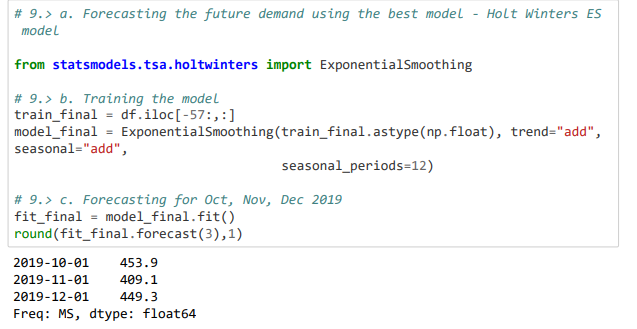 # 9.> a. Forecasting the future demand using the best model - Holt Winters ES
model
from statsmodels.tsa.holtwinters import ExponentialSmoothing
# 9.> b. Training the model
train_final = df.iloc[-57:,:]
model_final = ExponentialSmoothing(train_final.astype(np.float), trend="add",
seasonal="add",
seasonal_periods=12)
# 9.> c. Forecasting for Oct, Nov, Dec 2019
fit_final = model_final.fit()
round(fit_final.forecast(3),1)
2019-10-01    453.9
2019-11-01    409.1
2019-12-01    449.3
Freq: MS, dtype: float64